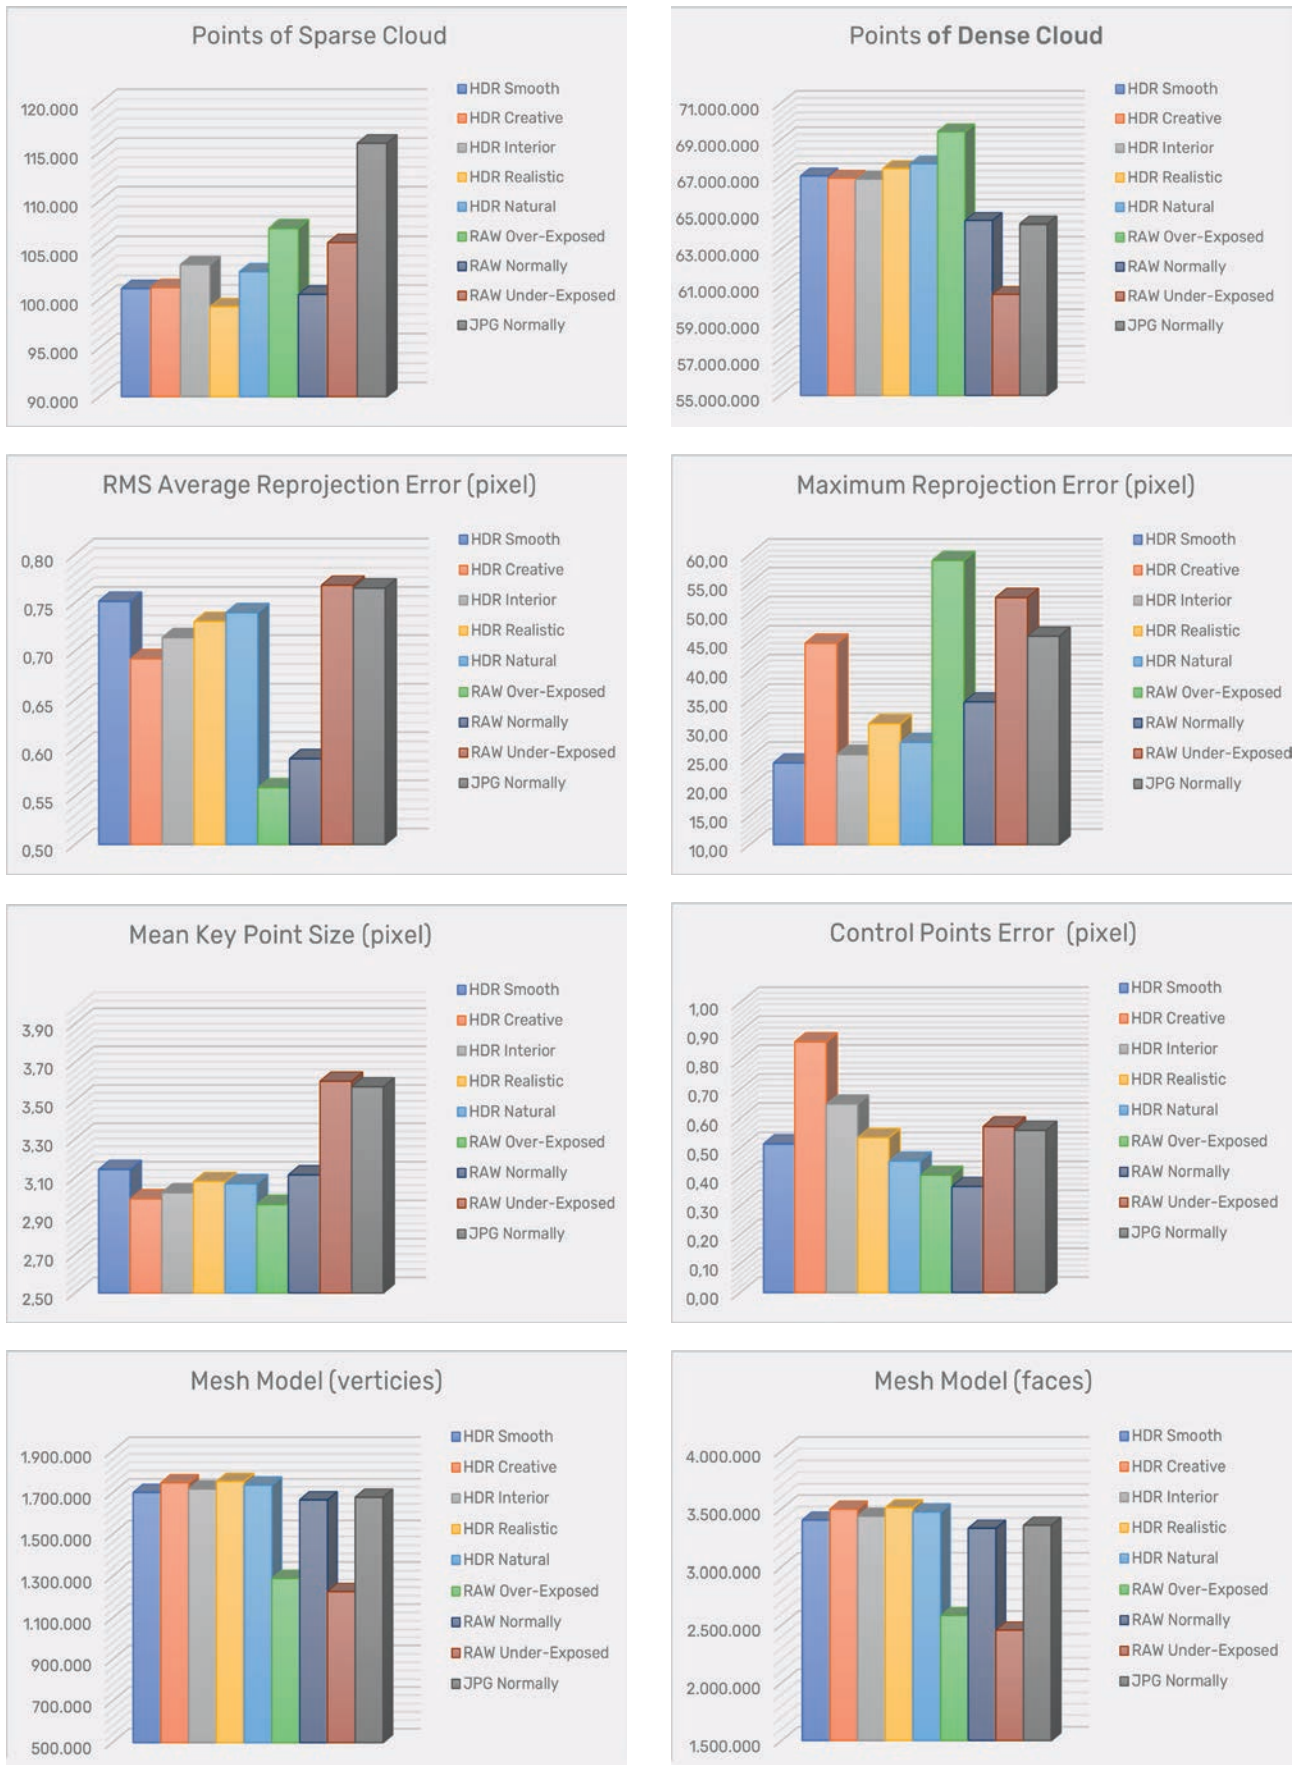 Points of Sparse Cloud
120.000
115.000
110.000
105.000
100.000
95.000
90.000
HDR Smooth
HDR Creative
HDR Interior
HDR Realistic
HDR Natural
RAW Over-Exposed
RAW Normally
RAW Under-Exposed
JPG Normally
Points of Dense Cloud
71.000.000
69.000.000
67.000.000
65.000.000
63.000.000
61.000.000
59.000.000
57.000.000
55.000.000
HDR Smooth
HDR Creative
HDR Interior
HDR Realistic
HDR Natural
RAW Over-Exposed
RAW Normally
RAW Under-Exposed
JPG Normally
RMS Average Reprojection Error (pixel)
0,80
0,75
0,70
0,65
0,60
0,55
0,50
HDR Smooth
HDR Creative
HDR Interior
HDR Realistic
HDR Natural
RAW Over-Exposed
RAW Normally
RAW Under-Exposed
JPG Normally
Maximum Reprojection Error (pixel)
60,00
55,00
50,00
45,00
40,00
35,00
30,00
25,00
20,00
15,00
10,00
HDR Smooth
HDR Creative
HDR Interior
HDR Realistic
HDR Natural
RAW Over-Exposed
RAW Normally
RAW Under-Exposed
JPG Normally
Mean Key Point Size (pixel)
3,90
3,70
3,50
3,30
3,10
2,90
2,70
2,50
HDR Smooth
HDR Creative
HDR Interior
HDR Realistic
HDR Natural
RAW Over-Exposed
RAW Normally
RAW Under-Exposed
JPG Normally
Control Points Error (pixel)
1,00
0,90
0,80
0,70
0,60
0,50
0,40
0,30
0,20
0,10
0,00
HDR Smooth
HDR Creative
HDR Interior
HDR Realistic
HDR Natural
RAW Over-Exposed
RAW Normally
RAW Under-Exposed
JPG Normally
Mesh Model (verticies)
1.900.000
1.700.000
1.500.000
1.300.000
1.100.000
900.000
700.000
500.000
HDR Smooth
HDR Creative
HDR Interior
HDR Realistic
HDR Natural
RAW Over-Exposed
RAW Normally
RAW Under-Exposed
JPG Normally
Mesh Model (faces)
4.000.000
3.500.000
3.000.000
2.500.000
2.000.000
1.500.000
HDR Smooth
HDR Creative
HDR Interior
HDR Realistic
HDR Natural
RAW Over-Exposed
RAW Normally
RAW Under-Exposed
JPG Normally